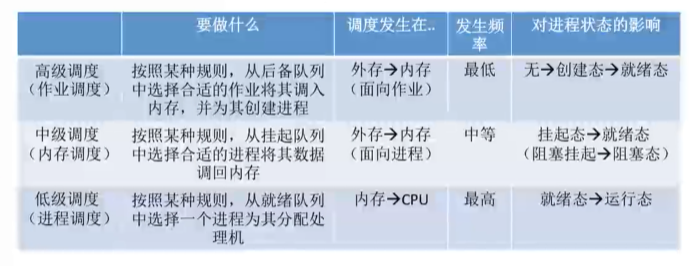 要做什么
调度发生在..
发生频
率
对进程状态的影响
高级调度
（作业调度）
按照某种规则，从后备队列
中选择合适的作业将其调入
内存，并为其创建进程
外存→内存
（面向作业）
最低
无→创建态→就绪态
中级调度
（内存调度）
按照某种规则，从挂起队列
中选择合适的进程将其数据
调回内存
外存→内存
（面向进程）
中等
挂起态→就绪态
（阻塞挂起→阻塞态）
低级调度
（进程调度）
按照某种规则，从就绪队列
中选择一个进程为其分配处
理机
内存→CPU
最高
就绪态→运行态